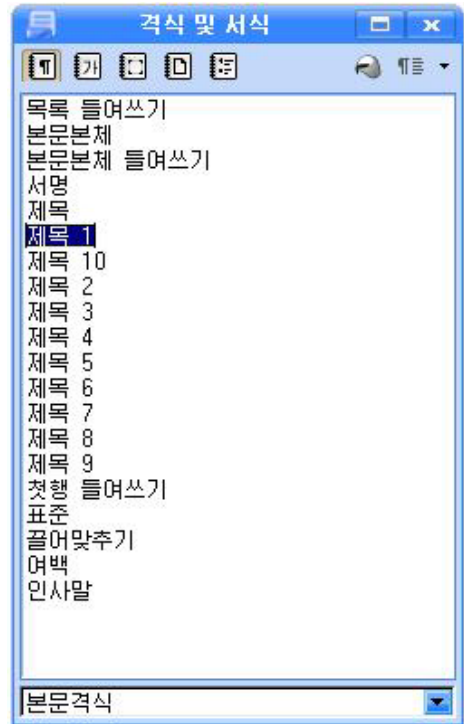 격식 및 서식
가
목록 들여쓰기
본문본체
본문본체 들여쓰기
서명
제목
제목 1
제목 10
제목 2
제목 3
제목 4
제목 5
제목 6
제목 7
제목 8
제목 9
첫행 들여쓰기
표준
끌어맞추기
여백
인사말
본문격식